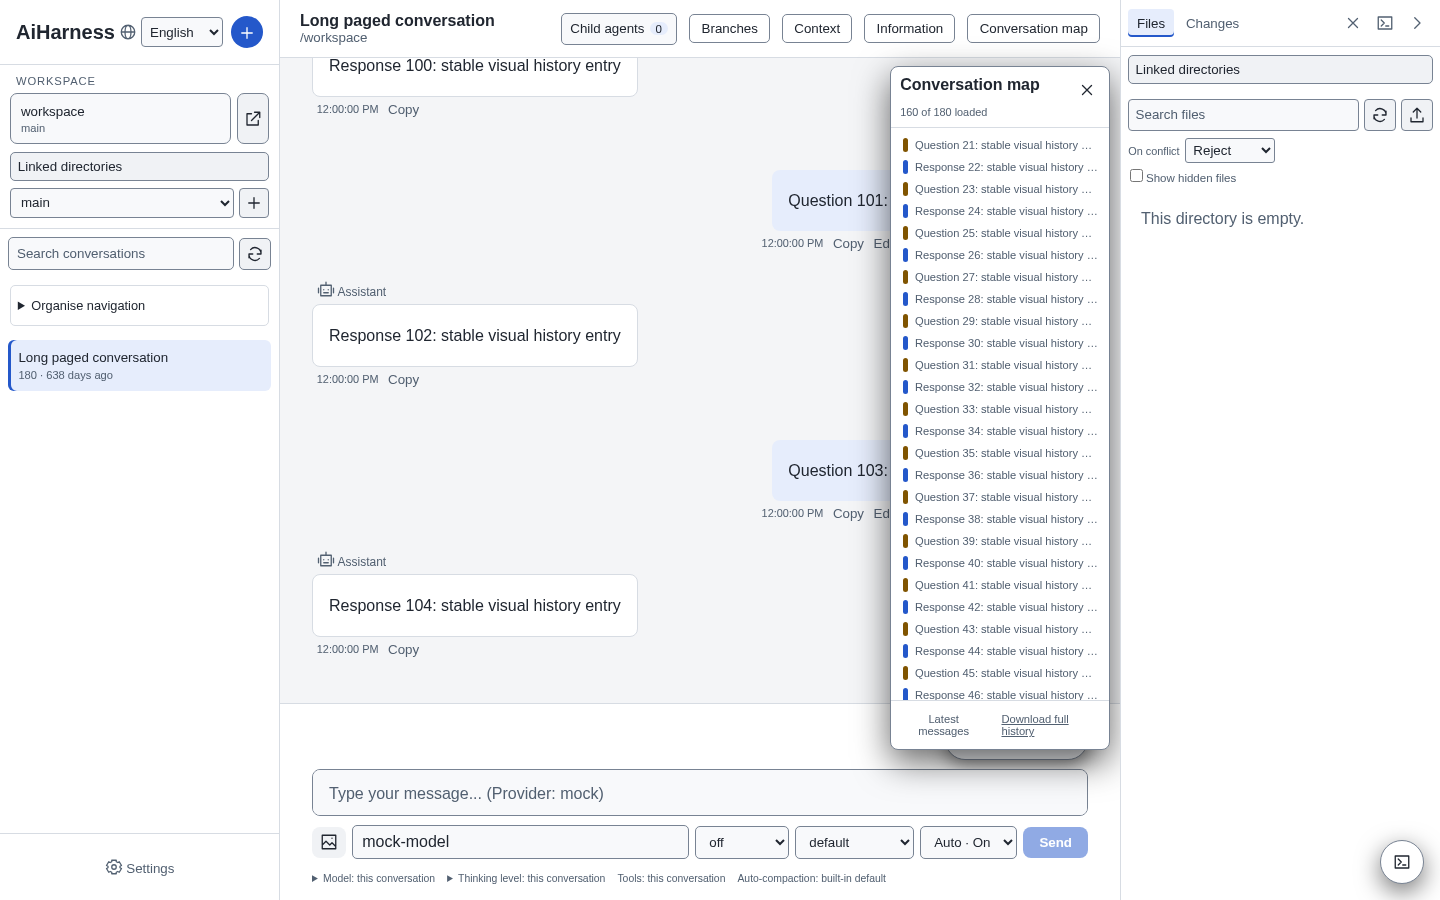 AiHarness
English
WORKSPACE
workspace
main
Linked directories
main
Search conversations
Organise navigation
Long paged conversation
180 · 638 days ago
Settings
Long paged conversation
/workspace
Child agents 0
Branches
Context
Information
Conversation map
Response 100: stable visual history entry
12:00:00 PM Copy
Question 101:
12:00:00 PM Copy Ed
Assistant
Response 102: stable visual history entry
12:00:00 PM Copy
Question 103:
12:00:00 PM Copy Ed
Assistant
Response 104: stable visual history entry
12:00:00 PM Copy
Conversation map
160 of 180 loaded
Question 21: stable visual history …
Response 22: stable visual history …
Question 23: stable visual history …
Response 24: stable visual history …
Question 25: stable visual history …
Response 26: stable visual history …
Question 27: stable visual history …
Response 28: stable visual history …
Question 29: stable visual history …
Response 30: stable visual history …
Question 31: stable visual history …
Response 32: stable visual history …
Question 33: stable visual history …
Response 34: stable visual history …
Question 35: stable visual history …
Response 36: stable visual history …
Question 37: stable visual history …
Response 38: stable visual history …
Question 39: stable visual history …
Response 40: stable visual history …
Question 41: stable visual history …
Response 42: stable visual history …
Question 43: stable visual history …
Response 44: stable visual history …
Question 45: stable visual history …
Response 46: stable visual history …
Latest
messages
Download full
history
Type your message... (Provider: mock)
mock-model
off
default
Auto · On
Send
Model: this conversation
Thinking level: this conversation
Tools: this conversation
Auto-compaction: built-in default
Files
Changes
Linked directories
Search files
On conflict
Reject
Show hidden files
This directory is empty.